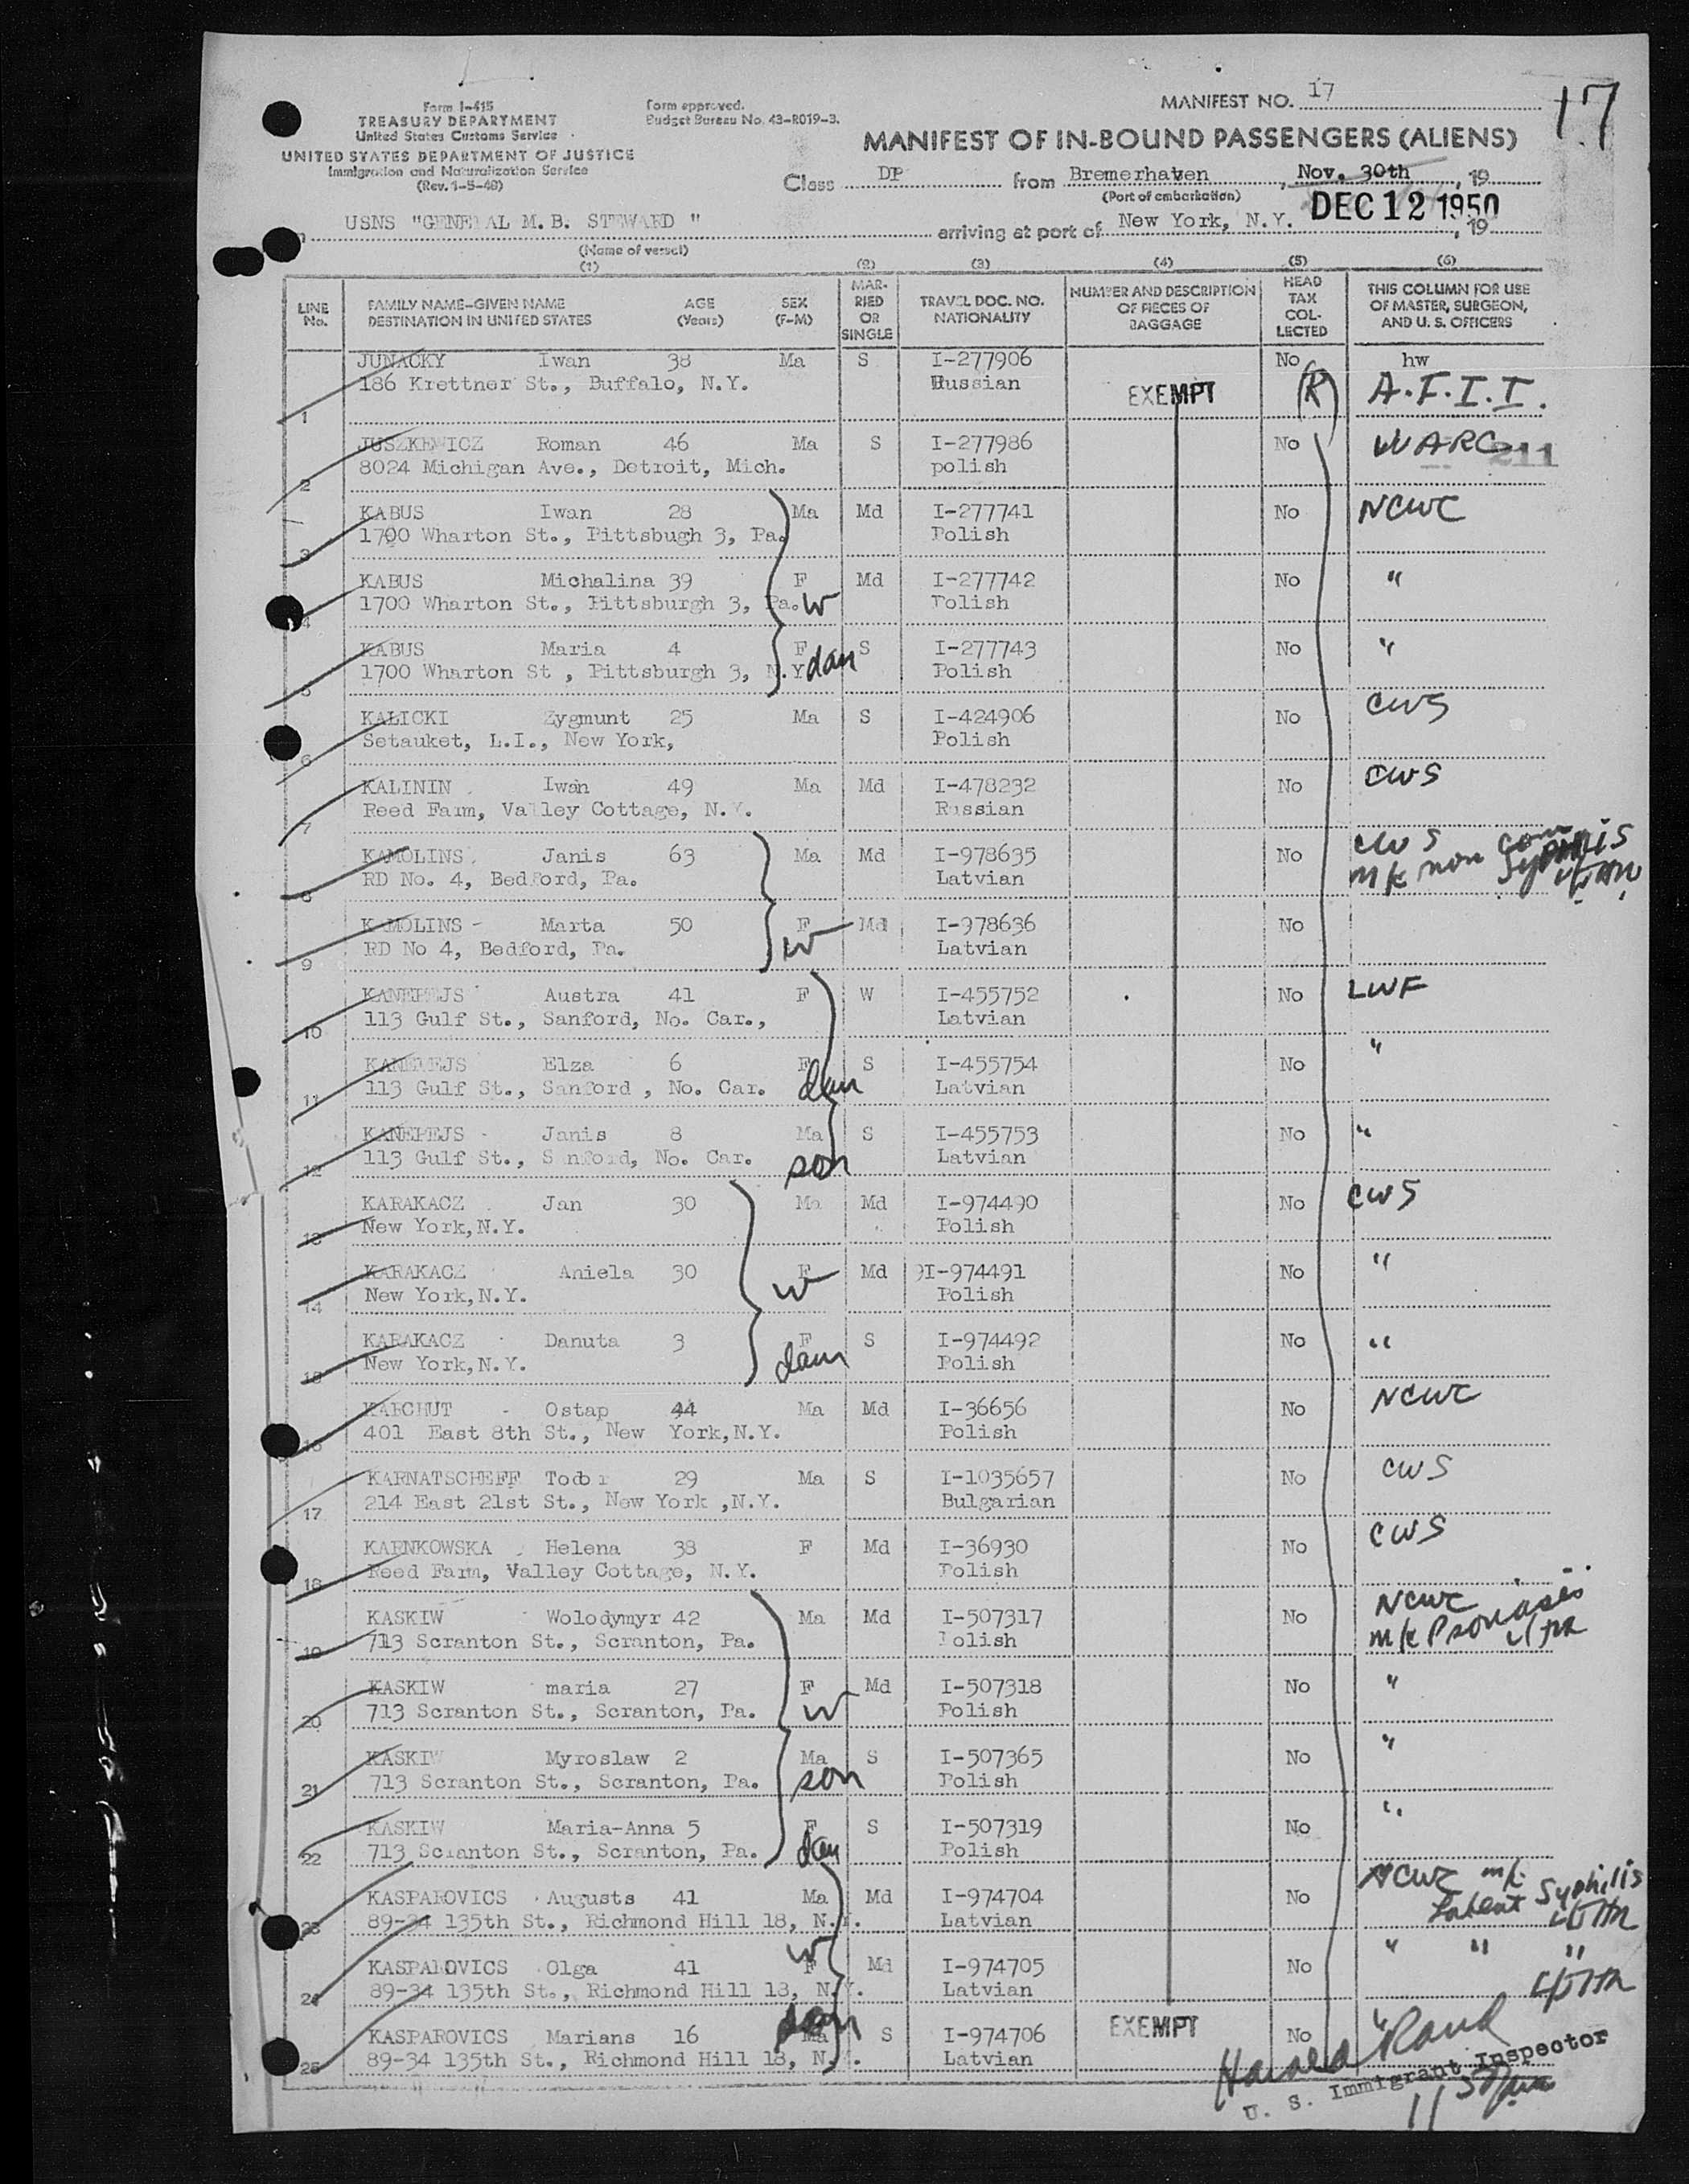 17
MANIFEST NO. 17
Form I-415
TREASURY DEPARTMENT
United States Customs Service
UNITED STATES DEPARTMENT OF JUSTICE
Immigration and Naturalization Service
(Rev. 1-5-48)
Form approved.
Budget Bureau No. 43-R019-3.
MANIFEST OF IN-BOUND PASSENGERS (ALIENS)
Class DP from Bremerhaven, Nov. 30th, 19
(Port of embarkation)
DEC 12 1950
USNS "GENERAL M.B. STEWARD " arriving at port of New York, N.Y. , 19
(Name of vessel)
(1) (2) (3) (4) (5) (6)
LINE No. FAMILY NAME-GIVEN NAME DESTINATION IN UNITED STATES AGE (Years) SEX (F-M) MARRIED OR SINGLE TRAVEL DOC. NO. NATIONALITY NUMBER AND DESCRIPTION OF PIECES OF BAGGAGE HEAD TAX COLLECTED THIS COLUMN FOR USE OF MASTER, SURGEON, AND U. S. OFFICERS
JUNACKY Iwan 38 Ma S I-277906 No hw
1 186 Krettner St., Buffalo, N.Y. Russian EXEMPT (R) A.F.I.I.
JUSZKEWICZ Roman 46 Ma S I-277986 No WARC 211
2 8024 Michigan Ave., Detroit, Mich. polish
KABUS Iwan 28 Ma Md I-277741 No NCWC
3 1700 Wharton St., Pittsbugh 3, Pa. Polish
KABUS Michalina 39 F Md I-277742 No "
4 1700 Wharton St., Pittsburgh 3, Pa. W Polish
KABUS Maria 4 F S I-277743 No "
5 1700 Wharton St , Pittsburgh 3, N.Y dau Polish
KALICKI Zygmunt 25 Ma S I-424906 No CWS
6 Setauket, L.I., New York, Polish
KALININ Iwan 49 Ma Md I-478232 No CWS
7 Reed Farm, Valley Cottage, N.Y. Russian
KAMOLINS Janis 63 Ma Md I-978635 No CWS
8 RD No. 4, Bedford, Pa. Latvian m/k non com Syphilis
KAMOLINS - Marta 50 F Md I-978636 No
9 RD No 4, Bedford, Pa. W Latvian
KANEPEJS Austra 41 F W I-455752 No LWF
10 113 Gulf St., Sanford, No. Car., Latvian
KANEPEJS Elza 6 F S I-455754 No "
11 113 Gulf St., Sanford , No. Car. dau Latvian
KANEPEJS - Janis 8 Ma S I-455753 No "
12 113 Gulf St., Sanford, No. Car. son Latvian
KARAKACZ Jan 30 Ma Md I-974490 No CWS
13 New York,N.Y. Polish
KARAKACZ Aniela 30 F Md I-974491 No "
14 New York,N.Y. W Polish
KARAKACZ Danuta 3 F S I-974492 No "
15 New York,N.Y. dau Polish
KARCHUT - Ostap 44 Ma Md I-36656 No NCWC
16 401 East 8th St., New York,N.Y. Polish
KARNATSCHEFF Todor 29 Ma S I-1035657 No CWS
17 214 East 21st St., New York ,N.Y. Bulgarian
KARNKOWSKA Helena 38 F Md I-36930 No CWS
18 Reed Farm, Valley Cottage, N.Y. Polish
KASKIW Wolodymyr 42 Ma Md I-507317 No NCWC
19 713 Scranton St., Scranton, Pa. Polish m/k Psoriasis
KASKIW maria 27 F Md I-507318 No "
20 713 Scranton St., Scranton, Pa. W Polish
KASKIW Myroslaw 2 Ma S I-507365 No "
21 713 Scranton St., Scranton, Pa. son Polish
KASKIW Maria-Anna 5 F S I-507319 No "
22 713 Scranton St., Scranton, Pa. dau Polish
KASPAROVICS Augusts 41 Ma Md I-974704 No NCWC m/k
23 89-34 135th St., Richmond Hill 18, N.Y. Latvian Latent Syphilis
KASPAROVICS Olga 41 W F Md I-974705 No " " "
24 89-34 135th St., Richmond Hill 18, N.Y. Latvian
KASPAROVICS Marians 16 Ma S I-974706 EXEMPT No "
25 89-34 135th St., Richmond Hill 18, N.Y. Latvian
Harold Rand
U. S. Immigrant Inspector